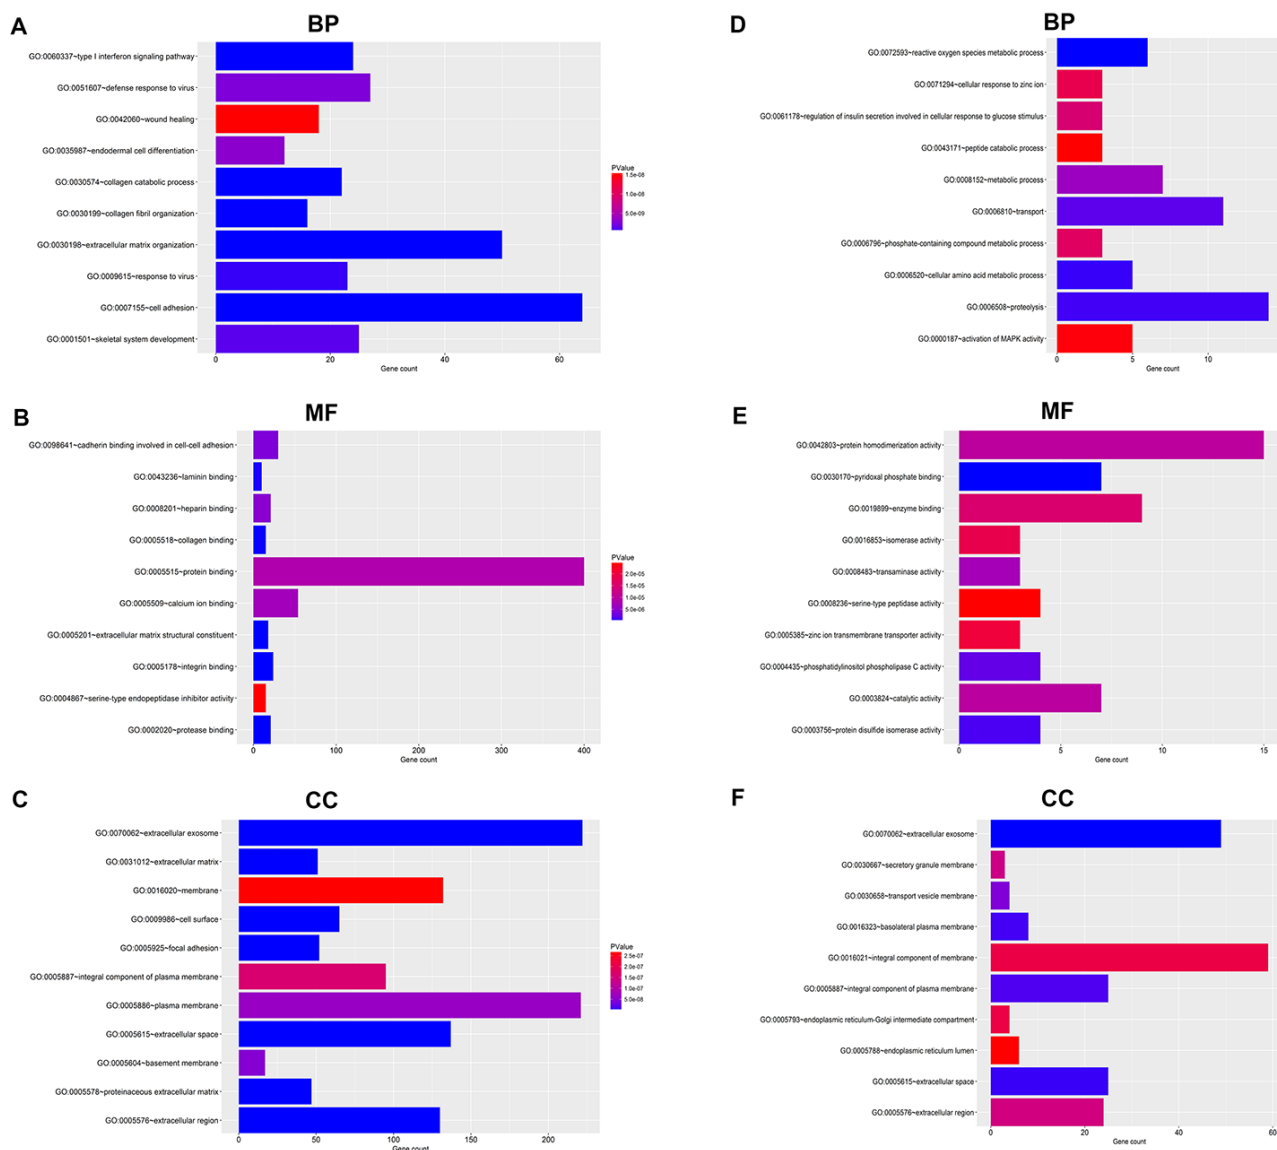 A
BP
GO:0060337~type I interferon signaling pathway
GO:0051607~defense response to virus
GO:0042060~wound healing
GO:0035987~endodermal cell differentiation
GO:0030574~collagen catabolic process
GO:0030199~collagen fibril organization
GO:0030198~extracellular matrix organization
GO:0009615~response to virus
GO:0007155~cell adhesion
GO:0001501~skeletal system development
0 20 40 60
Gene count
PValue
1.5e-08
1.0e-08
5.0e-09
D
BP
GO:0072593~reactive oxygen species metabolic process
GO:0071294~cellular response to zinc ion
GO:0061178~regulation of insulin secretion involved in cellular response to glucose stimulus
GO:0043171~peptide catabolic process
GO:0008152~metabolic process
GO:0006810~transport
GO:0006796~phosphate-containing compound metabolic process
GO:0006520~cellular amino acid metabolic process
GO:0006508~proteolysis
GO:0000187~activation of MAPK activity
0 5 10
Gene count
B
MF
GO:0098641~cadherin binding involved in cell-cell adhesion
GO:0043236~laminin binding
GO:0008201~heparin binding
GO:0005518~collagen binding
GO:0005515~protein binding
GO:0005509~calcium ion binding
GO:0005201~extracellular matrix structural constituent
GO:0005178~integrin binding
GO:0004867~serine-type endopeptidase inhibitor activity
GO:0002020~protease binding
0 100 200 300 400
Gene count
PValue
2.0e-05
1.5e-05
1.0e-05
5.0e-06
E
MF
GO:0042803~protein homodimerization activity
GO:0030170~pyridoxal phosphate binding
GO:0019899~enzyme binding
GO:0016853~isomerase activity
GO:0008483~transaminase activity
GO:0008236~serine-type peptidase activity
GO:0005385~zinc ion transmembrane transporter activity
GO:0004435~phosphatidylinositol phospholipase C activity
GO:0003824~catalytic activity
GO:0003756~protein disulfide isomerase activity
0 5 10 15
Gene count
C
CC
GO:0070062~extracellular exosome
GO:0031012~extracellular matrix
GO:0016020~membrane
GO:0009986~cell surface
GO:0005925~focal adhesion
GO:0005887~integral component of plasma membrane
GO:0005886~plasma membrane
GO:0005615~extracellular space
GO:0005604~basement membrane
GO:0005578~proteinaceous extracellular matrix
GO:0005576~extracellular region
0 50 100 150 200
Gene count
PValue
2.5e-07
2.0e-07
1.5e-07
1.0e-07
5.0e-08
F
CC
GO:0070062~extracellular exosome
GO:0030667~secretory granule membrane
GO:0030658~transport vesicle membrane
GO:0016323~basolateral plasma membrane
GO:0016021~integral component of membrane
GO:0005887~integral component of plasma membrane
GO:0005793~endoplasmic reticulum-Golgi intermediate compartment
GO:0005788~endoplasmic reticulum lumen
GO:0005615~extracellular space
GO:0005576~extracellular region
0 20 40 60
Gene count